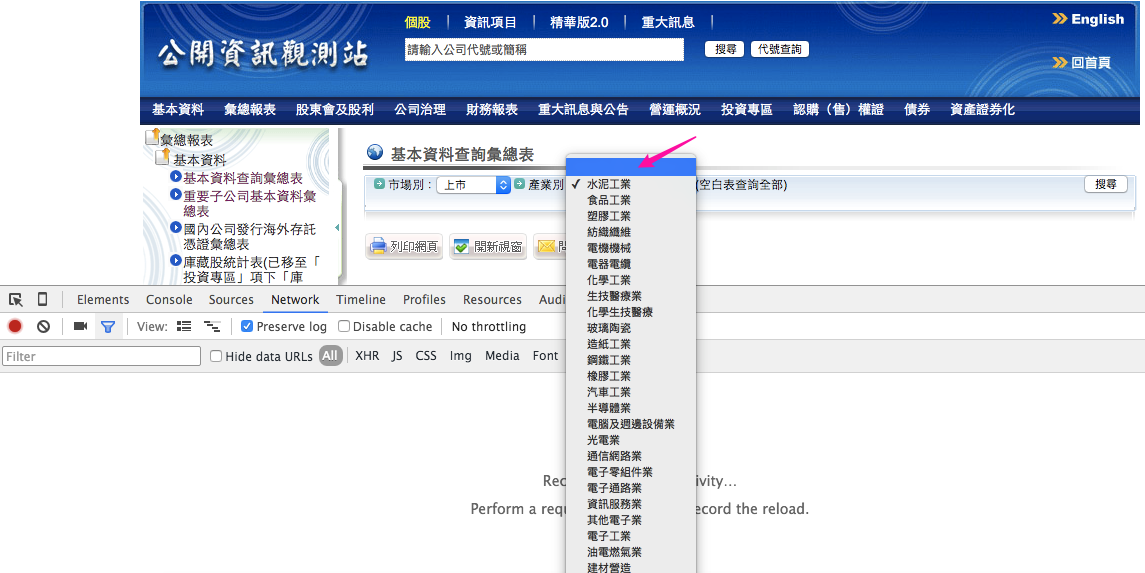 個股 資訊項目 精華版2.0 重大訊息
English
公開資訊觀測站
請輸入公司代號或簡稱 搜尋 代號查詢
回首頁
基本資料 彙總報表 股東會及股利 公司治理 財務報表 重大訊息與公告 營運概況 投資專區 認購（售）權證 債券 資產證券化
彙總報表
基本資料
基本資料查詢彙總表
重要子公司基本資料彙
總表
國內公司發行海外存託
憑證彙總表
庫藏股統計表(已移至「
投資專區」項下「庫
基本資料查詢彙總表
市場別： 上市 產業別 (空白表查詢全部) 搜尋
列印網頁 開新視窗 問
✓ 水泥工業
食品工業
塑膠工業
紡織纖維
電機機械
電器電纜
化學工業
生技醫療業
化學生技醫療
玻璃陶瓷
造紙工業
鋼鐵工業
橡膠工業
汽車工業
半導體業
電腦及週邊設備業
光電業
通信網路業
電子零組件業
電子通路業
資訊服務業
其他電子業
電子工業
油電燃氣業
建材營造
Elements Console Sources Network Timeline Profiles Resources Audi
View: Preserve log Disable cache No throttling
Filter Hide data URLs All XHR JS CSS Img Media Font
Rec ivity…
Perform a requ ecord the reload.